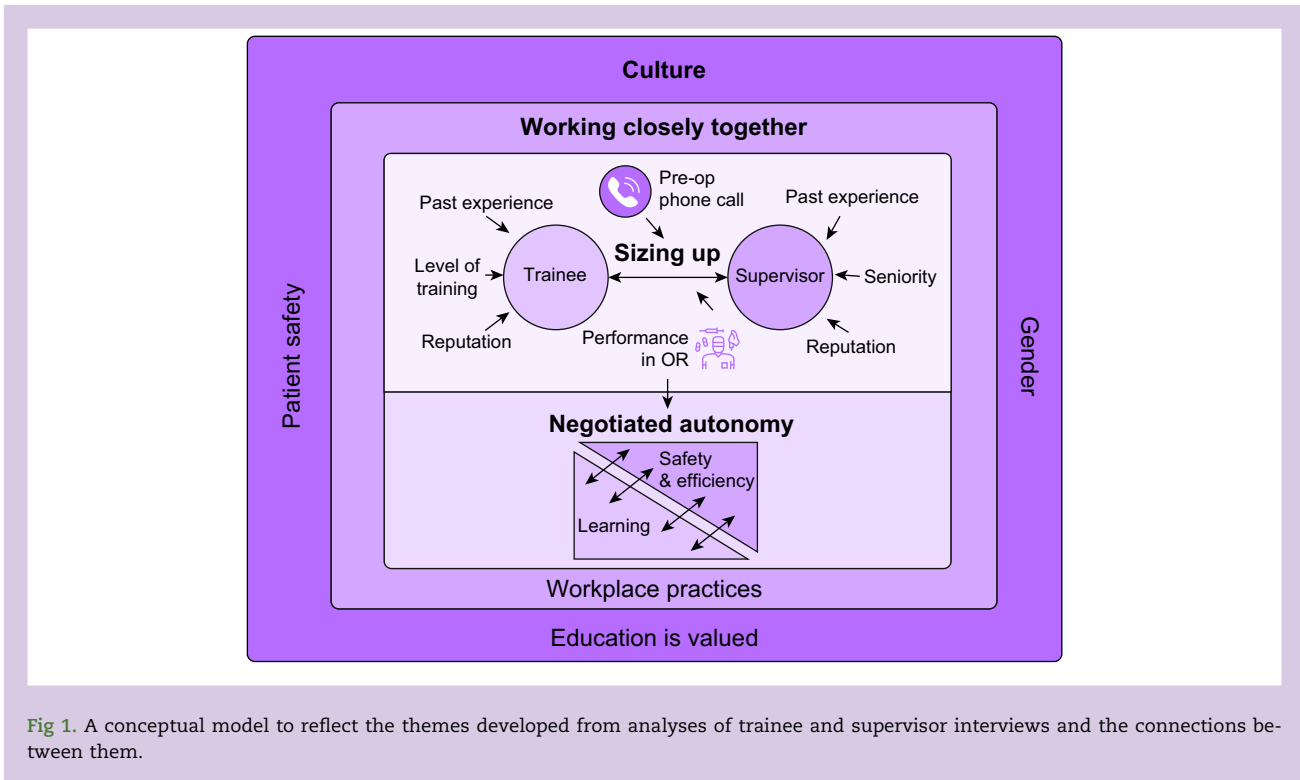 Culture
Working closely together
Pre-op
phone call
Past experience
Past experience
Sizing up
Level of
training
Trainee
Supervisor
Seniority
Reputation
Performance
in OR
Reputation
Patient safety
Gender
Negotiated autonomy
Safety
& efficiency
Learning
Workplace practices
Education is valued
Fig 1. A conceptual model to reflect the themes developed from analyses of trainee and supervisor interviews and the connections be-
tween them.